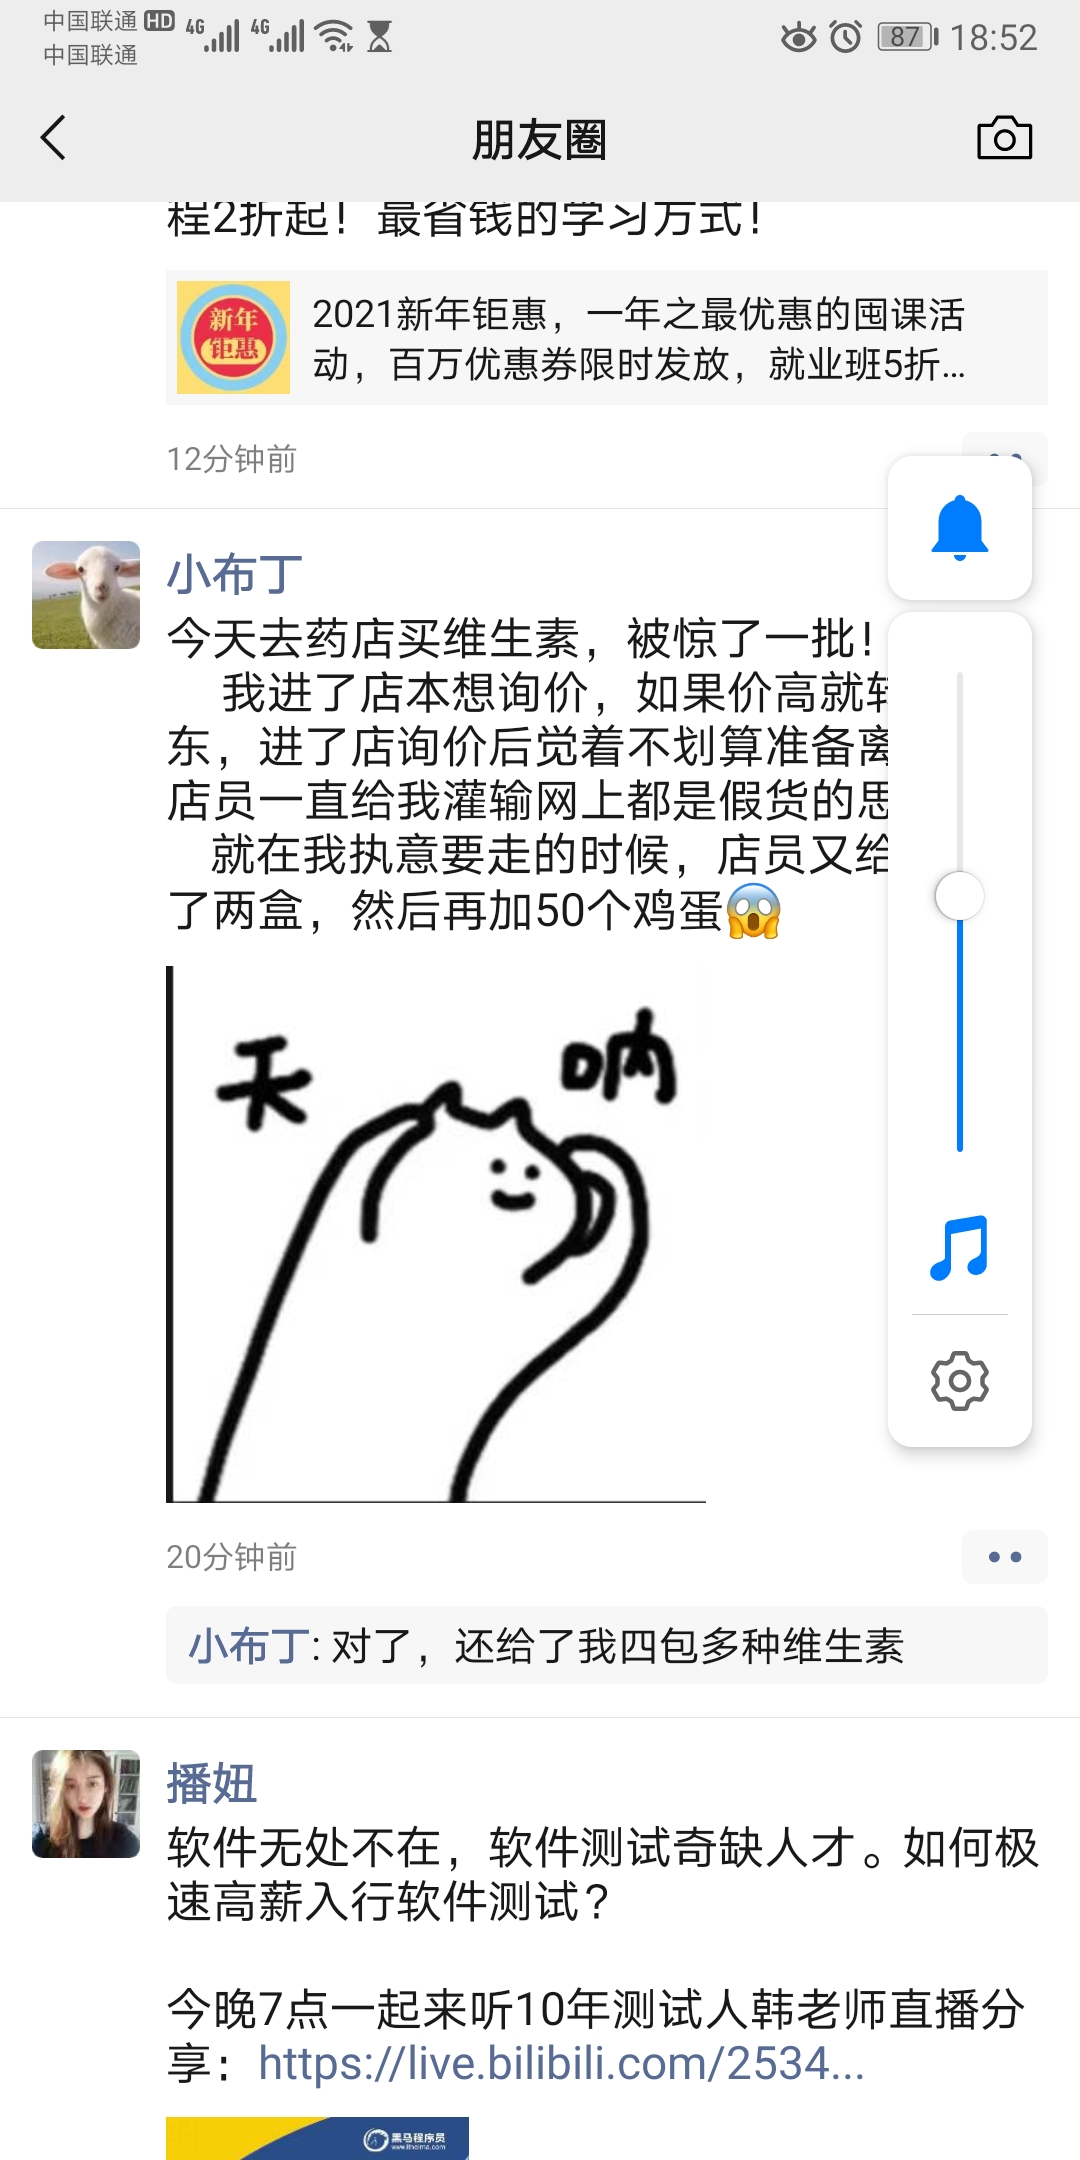 中国联通 HD 4G 4G 87 18:52
中国联通
朋友圈
程2折起！最省钱的学习方式！
新年
钜惠
2021新年钜惠，一年之最优惠的囤课活
动，百万优惠券限时发放，就业班5折...
12分钟前
小布丁
今天去药店买维生素，被惊了一批！
我进了店本想询价，如果价高就转
东，进了店询价后觉着不划算准备离
店员一直给我灌输网上都是假货的思
就在我执意要走的时候，店员又给
了两盒，然后再加50个鸡蛋😱
天 呐
20分钟前
小布丁: 对了，还给了我四包多种维生素
播妞
软件无处不在，软件测试奇缺人才。如何极
速高薪入行软件测试？
今晚7点一起来听10年测试人韩老师直播分
享：https://live.bilibili.com/2534...
黑马程序员
www.itheima.com